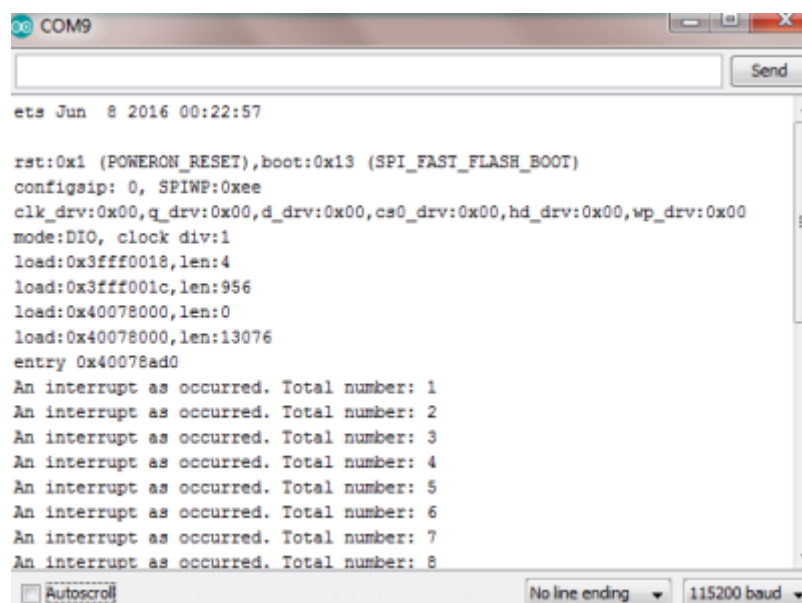 COM9
Send
ets Jun  8 2016 00:22:57
rst:0x1 (POWERON_RESET),boot:0x13 (SPI_FAST_FLASH_BOOT)
configsip: 0, SPIWP:0xee
clk_drv:0x00,q_drv:0x00,d_drv:0x00,cs0_drv:0x00,hd_drv:0x00,wp_drv:0x00
mode:DIO, clock div:1
load:0x3fff0018,len:4
load:0x3fff001c,len:956
load:0x40078000,len:0
load:0x40078000,len:13076
entry 0x40078ad0
An interrupt as occurred. Total number: 1
An interrupt as occurred. Total number: 2
An interrupt as occurred. Total number: 3
An interrupt as occurred. Total number: 4
An interrupt as occurred. Total number: 5
An interrupt as occurred. Total number: 6
An interrupt as occurred. Total number: 7
An interrupt as occurred. Total number: 8
Autoscroll No line ending 115200 baud